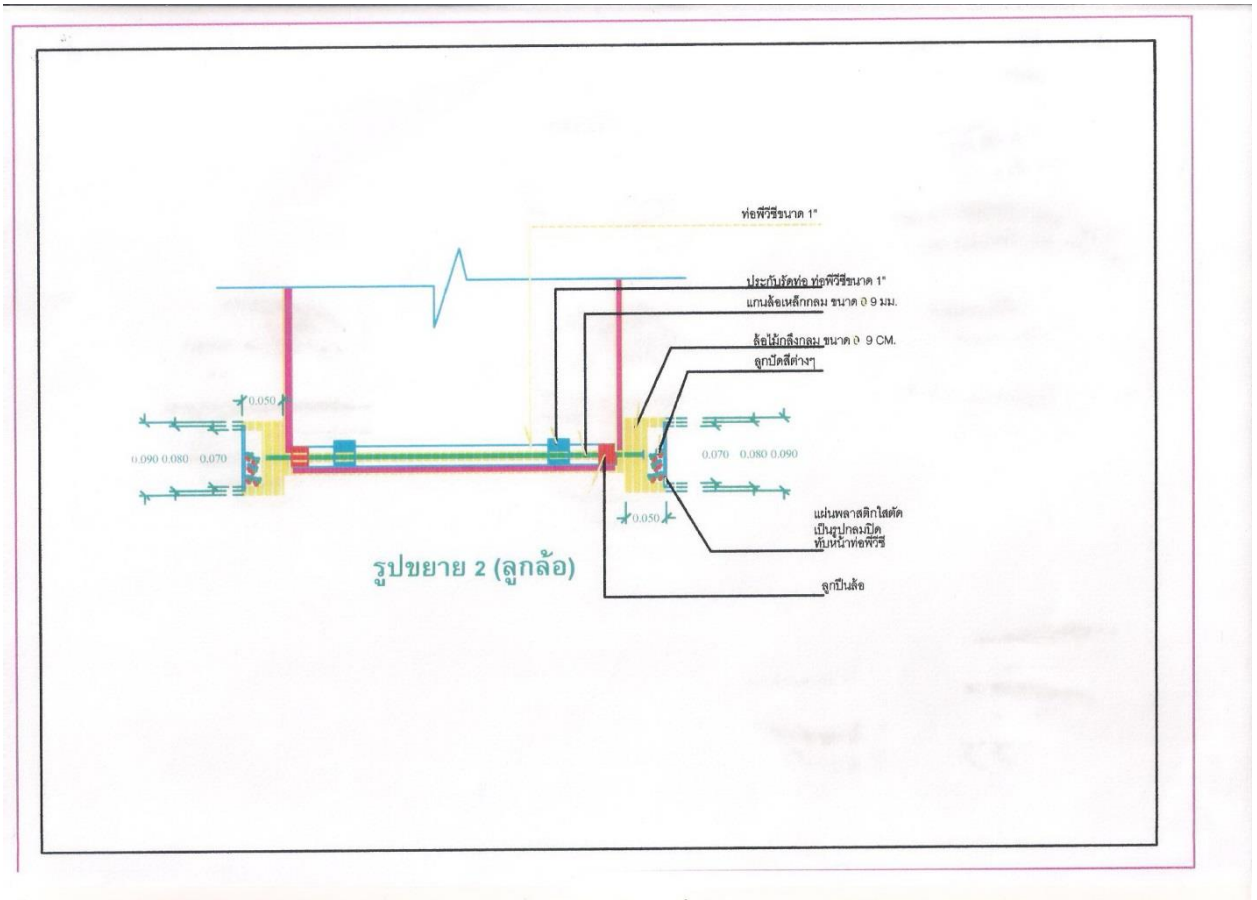 ท่อพีวีซีขนาด 1"
ประกับรัดท่อ ท่อพีวีซีขนาด 1"
แกนล้อเหล็กกลม ขนาด 0 9 มม.
ล้อไม้กลึงกลม ขนาด 0 9 CM.
ลูกปัดสีต่างๆ
0.050
0.090 0.080 0.070
0.070 0.080 0.090
0.050
แผ่นพลาสติกใสตัด
เป็นรูปกลมปิด
ทับหน้าท่อพีวีซี
รูปขยาย 2 (ลูกล้อ)
ลูกปืนล้อ